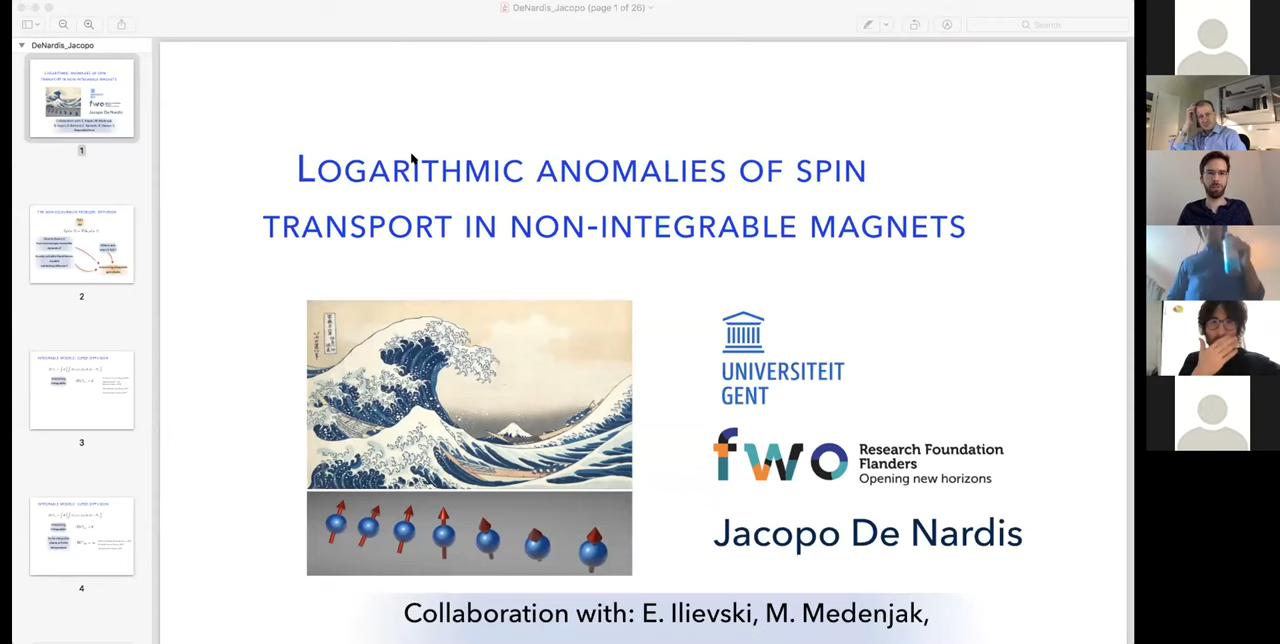 DeNardis_Jacopo (page 1 of 26)
Search
DeNardis_Jacopo
1
2
3
4
LOGARITHMIC ANOMALIES OF SPIN
TRANSPORT IN NON-INTEGRABLE MAGNETS
UNIVERSITEIT
GENT
fwo
Research Foundation
Flanders
Opening new horizons
Jacopo De Nardis
Collaboration with: E. Ilievski, M. Medenjak,